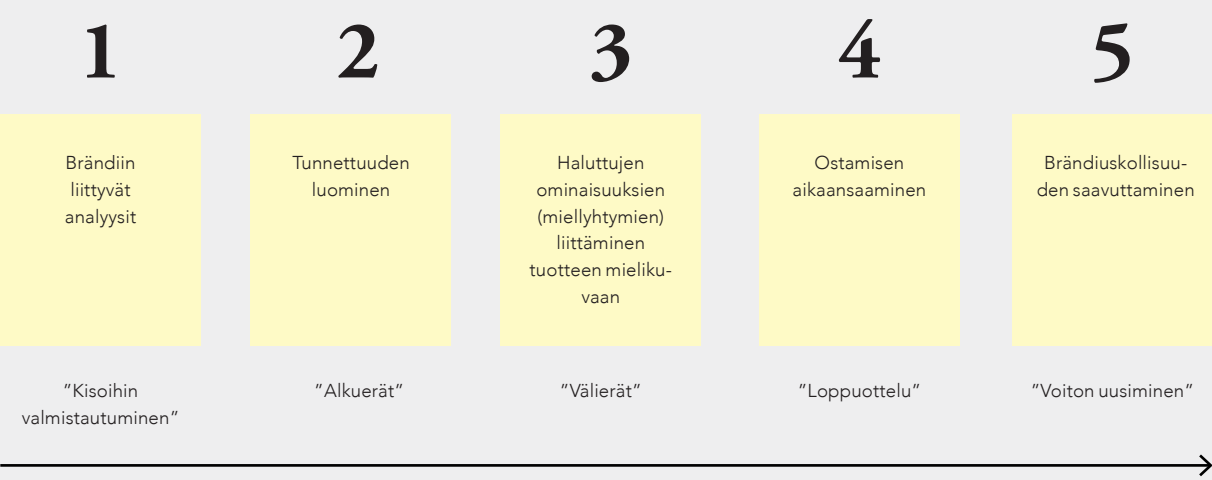 1
2
3
4
5
Brändiin
liittyvät
analyysit
Tunnettuuden
luominen
Haluttujen
ominaisuuksien
(miellyhtymien)
liittäminen
tuotteen mieliku-
vaan
Ostamisen
aikaansaaminen
Brändiuskollisuu-
den saavuttaminen
”Kisoihin
valmistautuminen”
”Alkuerät”
”Välierät”
”Loppuottelu”
”Voiton uusiminen”